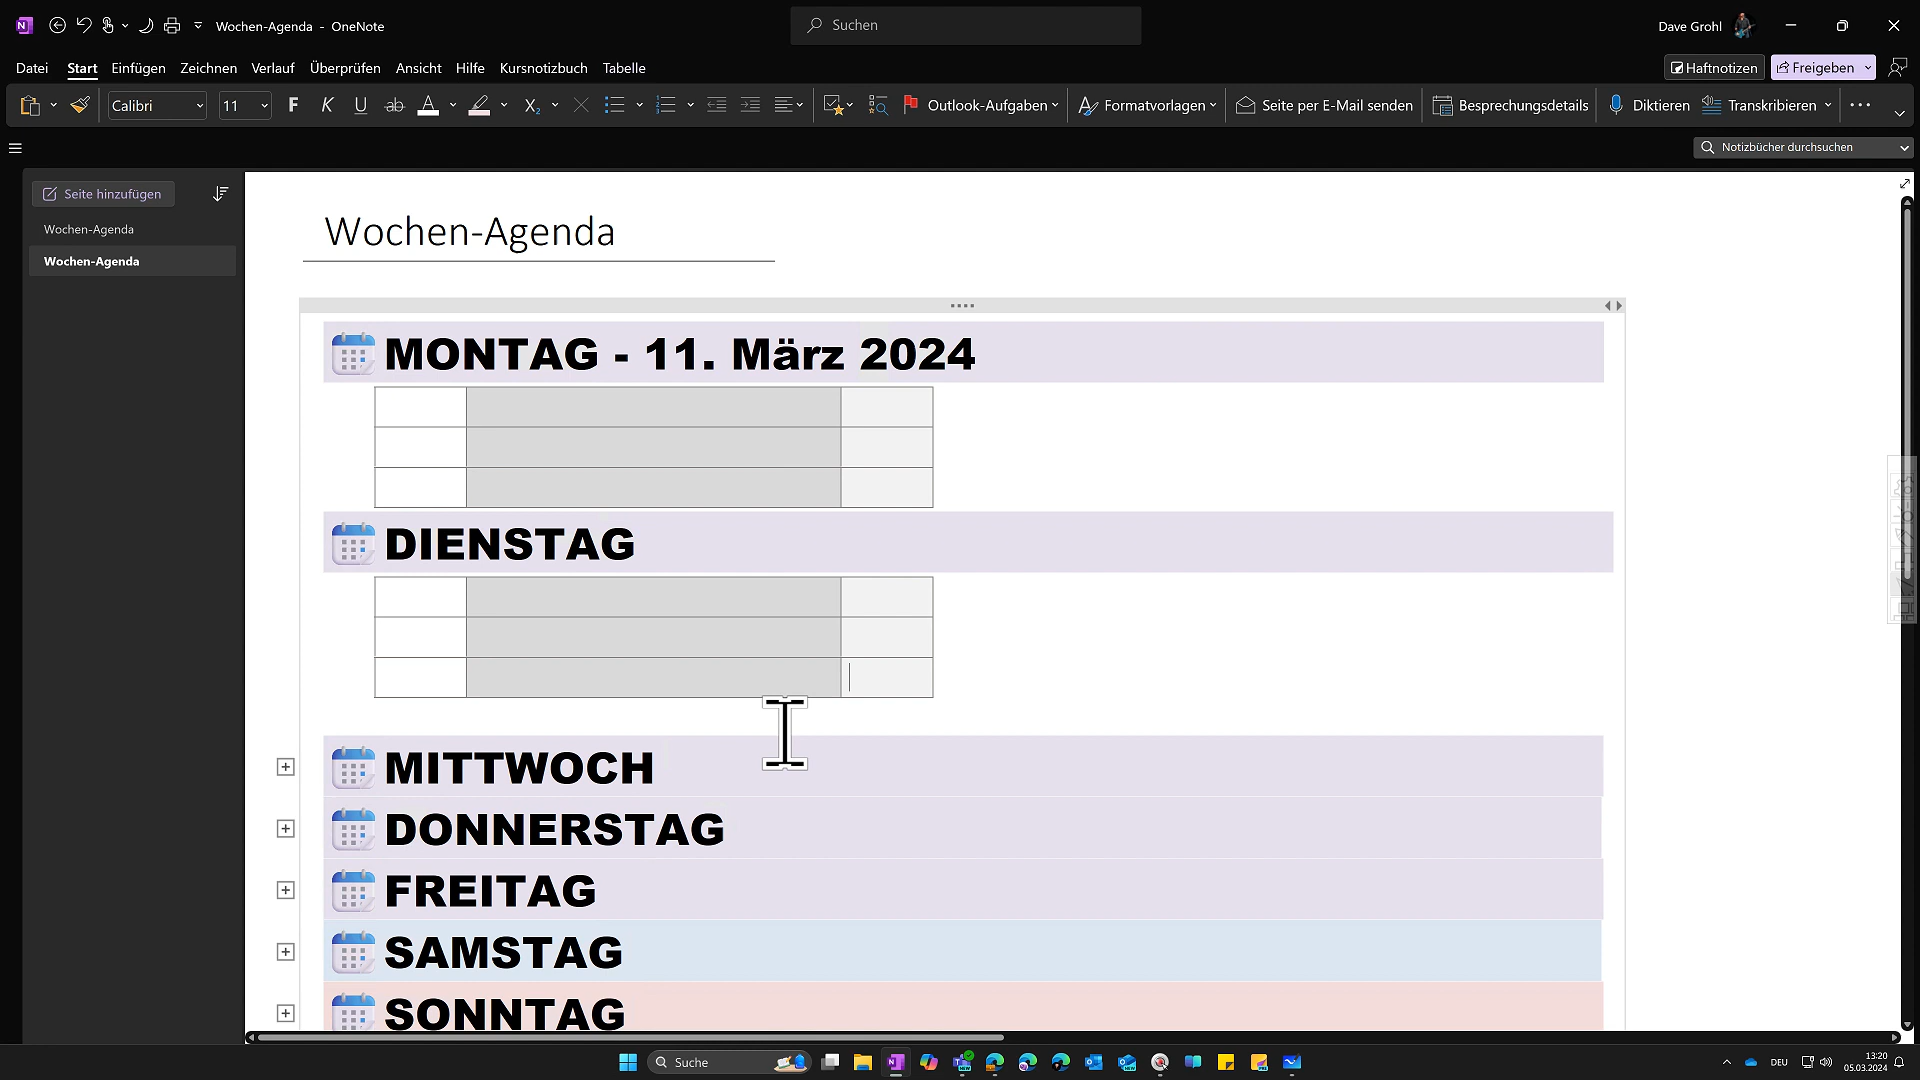 Wochen-Agenda - OneNote
Suchen
Dave Grohl
Datei Start Einfügen Zeichnen Verlauf Überprüfen Ansicht Hilfe Kursnotizbuch Tabelle
Haftnotizen Freigeben
Calibri 11 F K U ab A X₂ Outlook-Aufgaben Formatvorlagen Seite per E-Mail senden Besprechungsdetails Diktieren Transkribieren
Notizbücher durchsuchen
Seite hinzufügen
Wochen-Agenda
Wochen-Agenda
Wochen-Agenda
MONTAG - 11. März 2024
DIENSTAG
MITTWOCH
DONNERSTAG
FREITAG
SAMSTAG
SONNTAG
Suche
DEU
13:20
05.03.2024